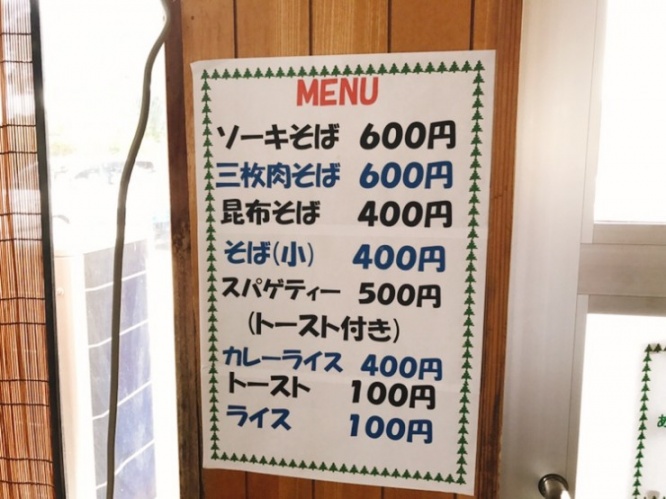 MENU
ソーキそば 600円
三枚肉そば 600円
昆布そば 400円
そば(小) 400円
スパゲティー 500円
(トースト付き)
カレーライス 400円
トースト 100円
ライス 100円